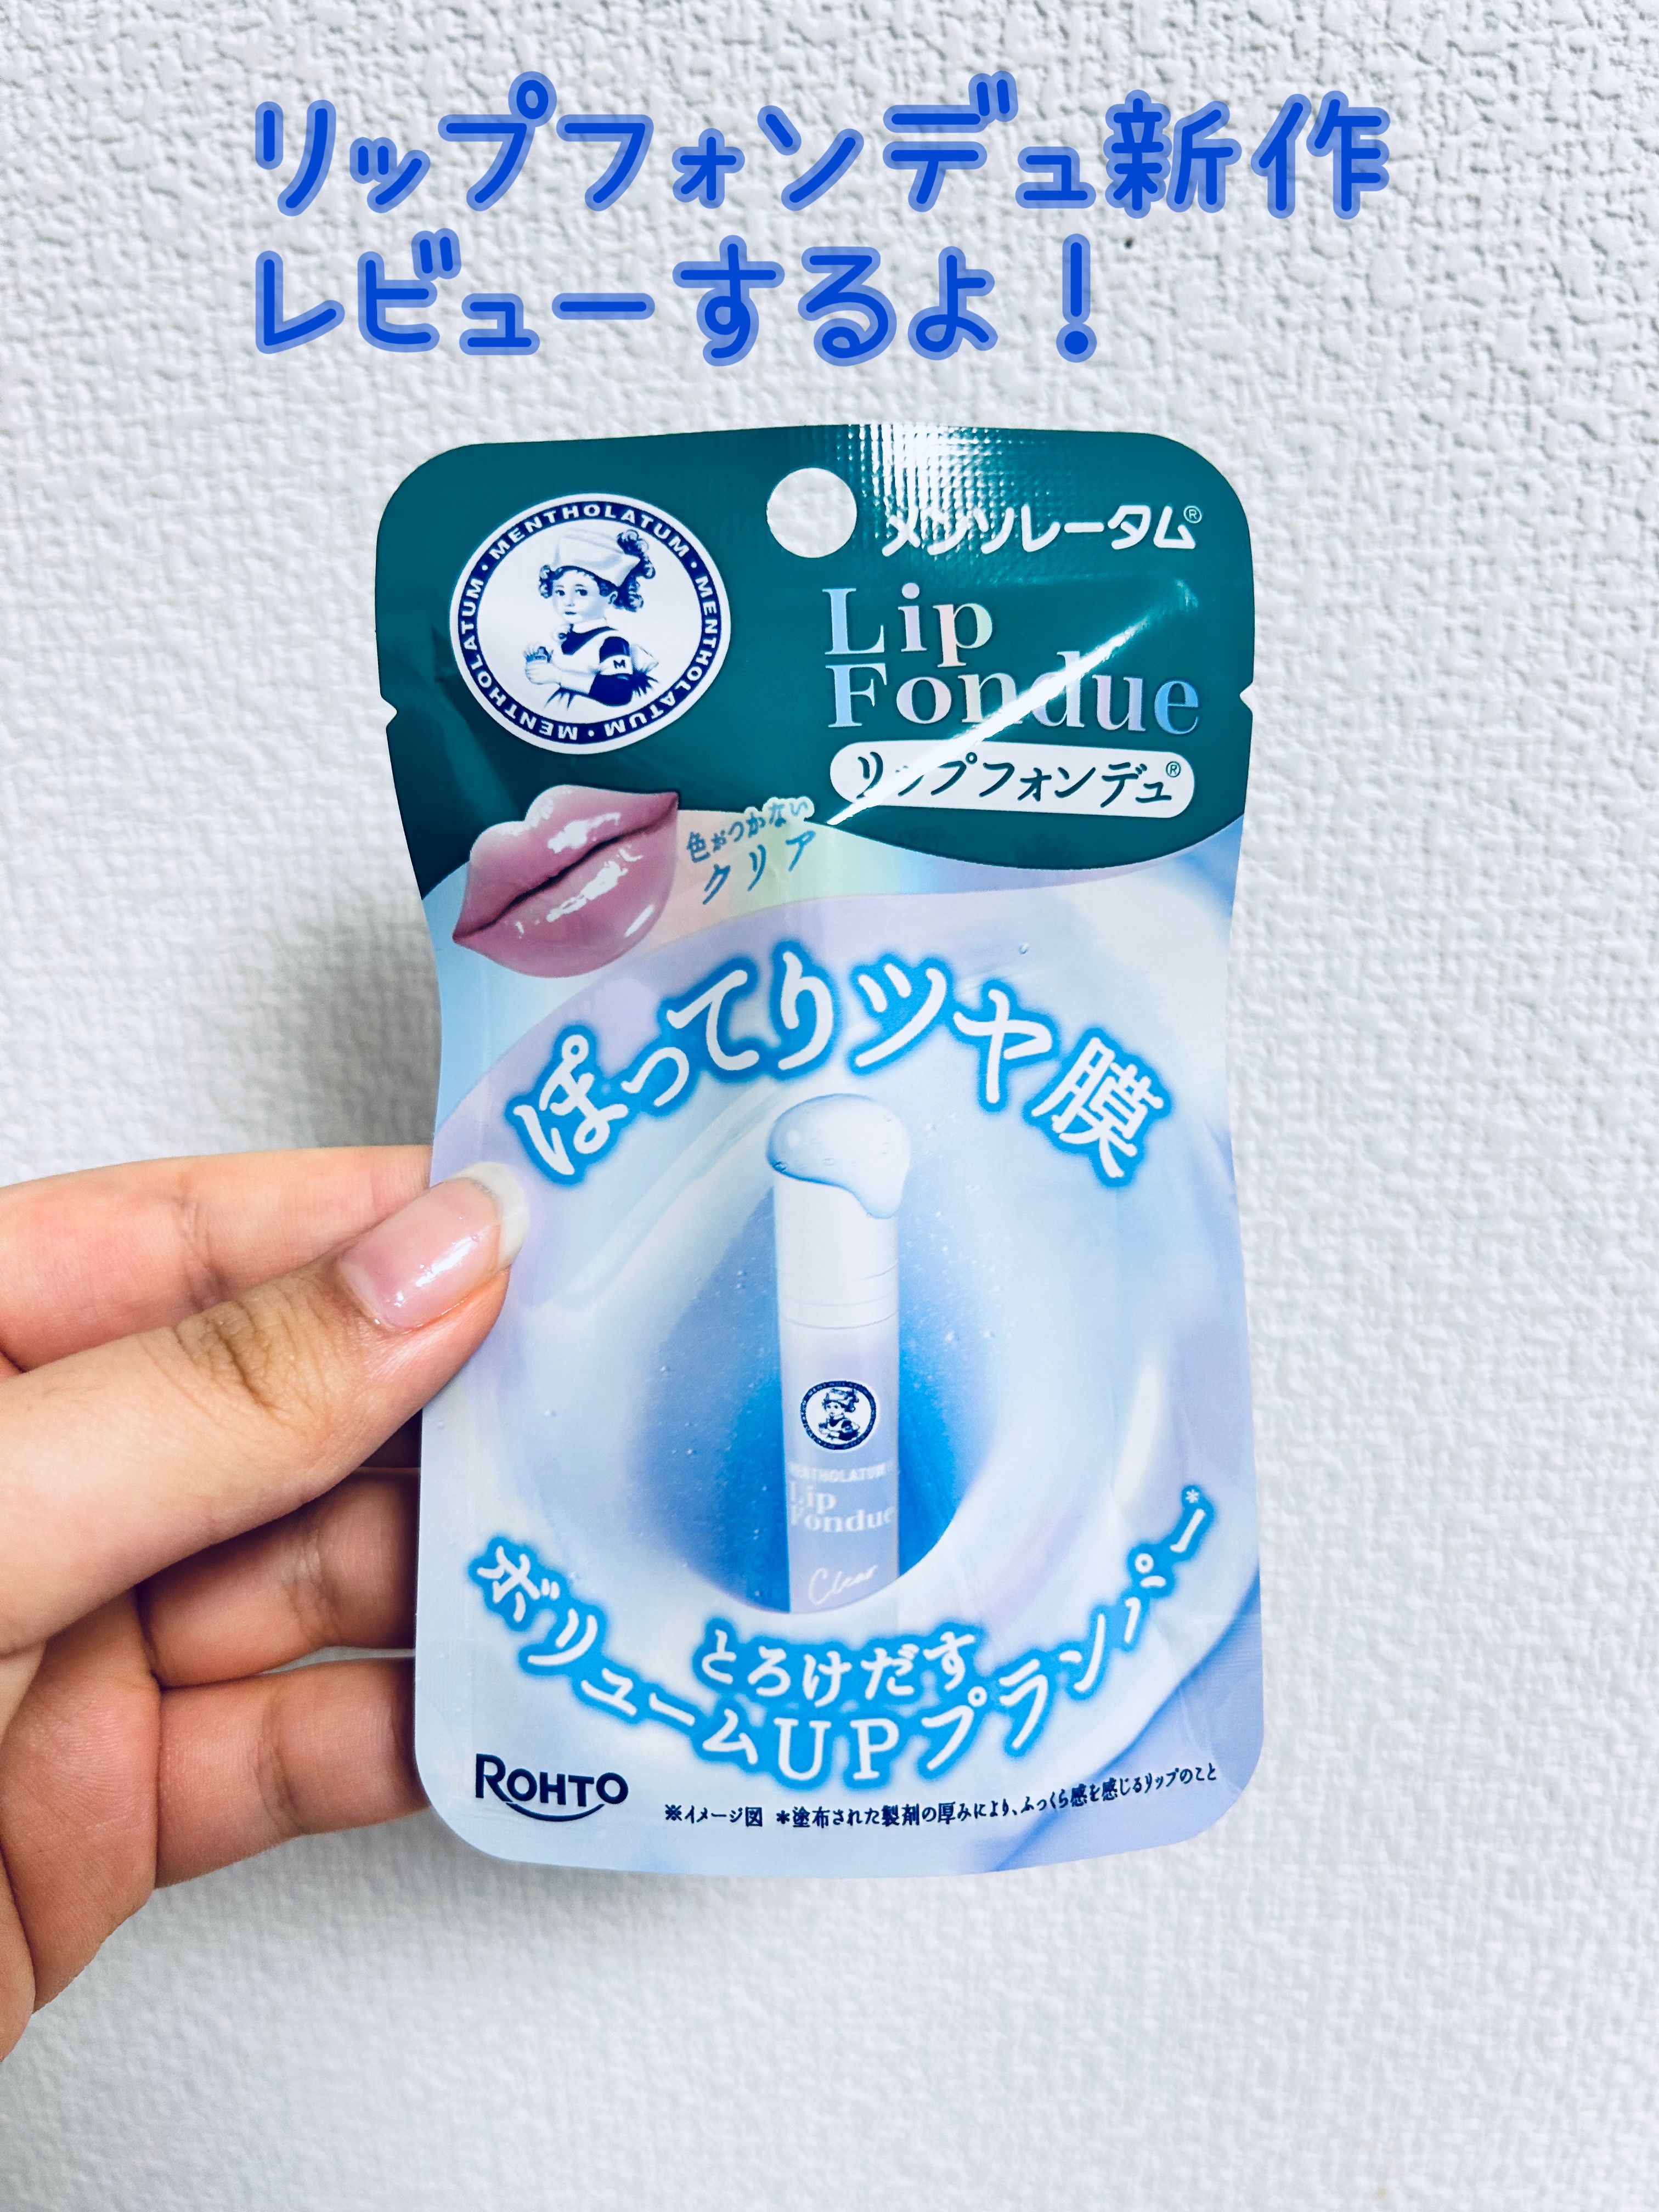 リップフォンデュ新作
レビューするよ！
MENTHOLATUM・MENTHOLATUM・MENTHOLATUM・MENTHOLATUM・
M
メンソレータム®
Lip
Fondue
リップフォンデュ®
色がつかない
クリア
ぽってりツヤ膜
MENTHOLATUM
Lip
Fondue
Clear
とろけだす
ボリュームUPプランパー*
ROHTO
※イメージ図 *塗布された製剤の厚みにより、ふっくら感を感じるリップのこと